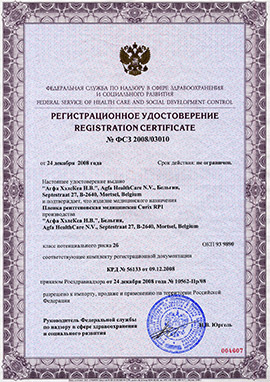 ФЕДЕРАЛЬНАЯ СЛУЖБА ПО НАДЗОРУ В СФЕРЕ ЗДРАВООХРАНЕНИЯ
И СОЦИАЛЬНОГО РАЗВИТИЯ
FEDERAL SERVICE OF HEALTH CARE AND SOCIAL DEVELOPMENT CONTROL
РЕГИСТРАЦИОННОЕ УДОСТОВЕРЕНИЕ
REGISTRATION CERTIFICATE
№ ФСЗ 2008/03010
от 24 декабря 2008 года Срок действия: не ограничен.
Настоящее удостоверение выдано
"Агфа ХэлсКеа Н.В.", Agfa HealthCare N.V., Бельгия,
Septestraat 27, B-2640, Mortsel, Belgium
и подтверждает, что изделие медицинского назначения
Пленка рентгеновская медицинская Curix RP1
производства
"Агфа ХэлсКеа Н.В.", Бельгия,
Agfa HealthCare N.V., Septestraat 27, B-2640, Mortsel, Belgium
класс потенциального риска 2б ОКП 93 9890
соответствующее комплекту регистрационной документации
КРД № 56133 от 09.12.2008
приказом Росздравнадзора от 24 декабря 2008 года № 10562-Пр/08
разрешено к импорту, продаже и применению на территории Российской
Федерации
Руководитель Федеральной службы
по надзору в сфере здравоохранения
и социального развития
Н.В. Юргель
004607